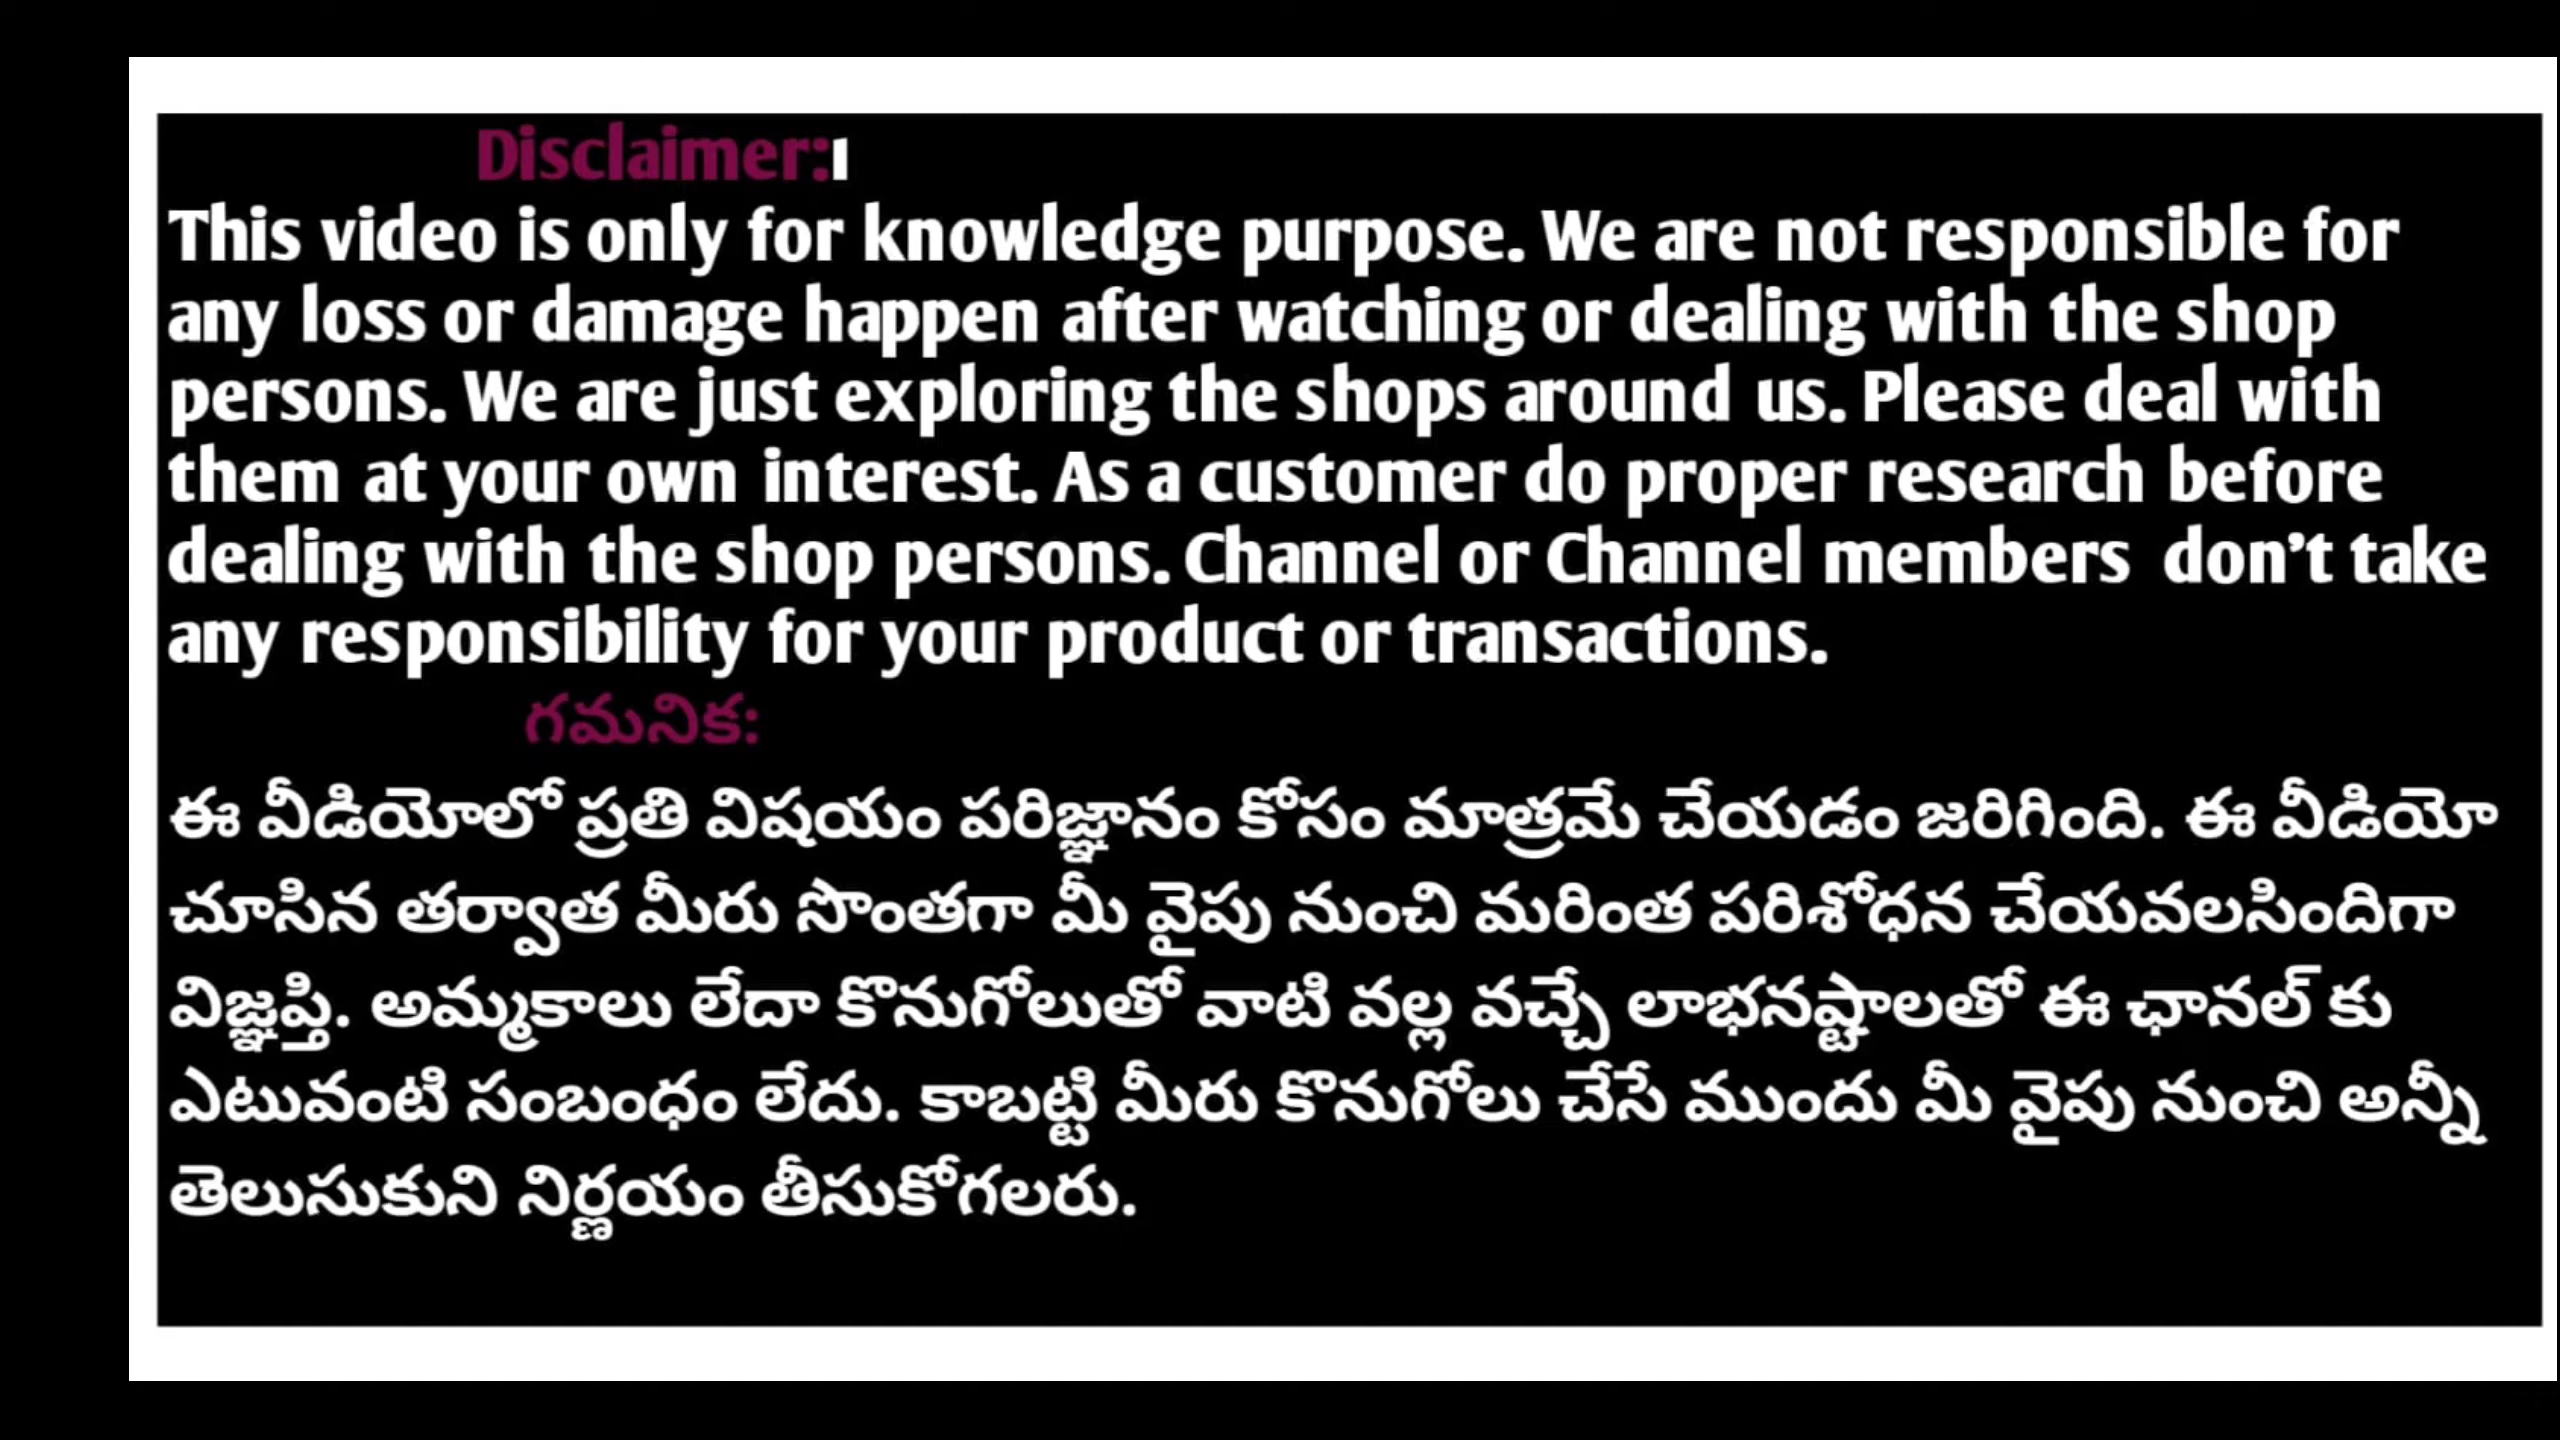 Disclaimer:
This video is only for knowledge purpose. We are not responsible for
any loss or damage happen after watching or dealing with the shop
persons. We are just exploring the shops around us. Please deal with
them at your own interest. As a customer do proper research before
dealing with the shop persons. Channel or Channel members don't take
any responsibility for your product or transactions.
గమనిక:
ఈ వీడియోలో ప్రతి విషయం పరిజ్ఞానం కోసం మాత్రమే చేయడం జరిగింది. ఈ వీడియో
చూసిన తర్వాత మీరు సొంతగా మీ వైపు నుంచి మరింత పరిశోధన చేయవలసిందిగా
విజ్ఞప్తి. అమ్మకాలు లేదా కొనుగోలుతో వాటి వల్ల వచ్చే లాభనష్టాలతో ఈ ఛానల్ కు
ఎటువంటి సంబంధం లేదు. కాబట్టి మీరు కొనుగోలు చేసే ముందు మీ వైపు నుంచి అన్నీ
తెలుసుకుని నిర్ణయం తీసుకోగలరు.